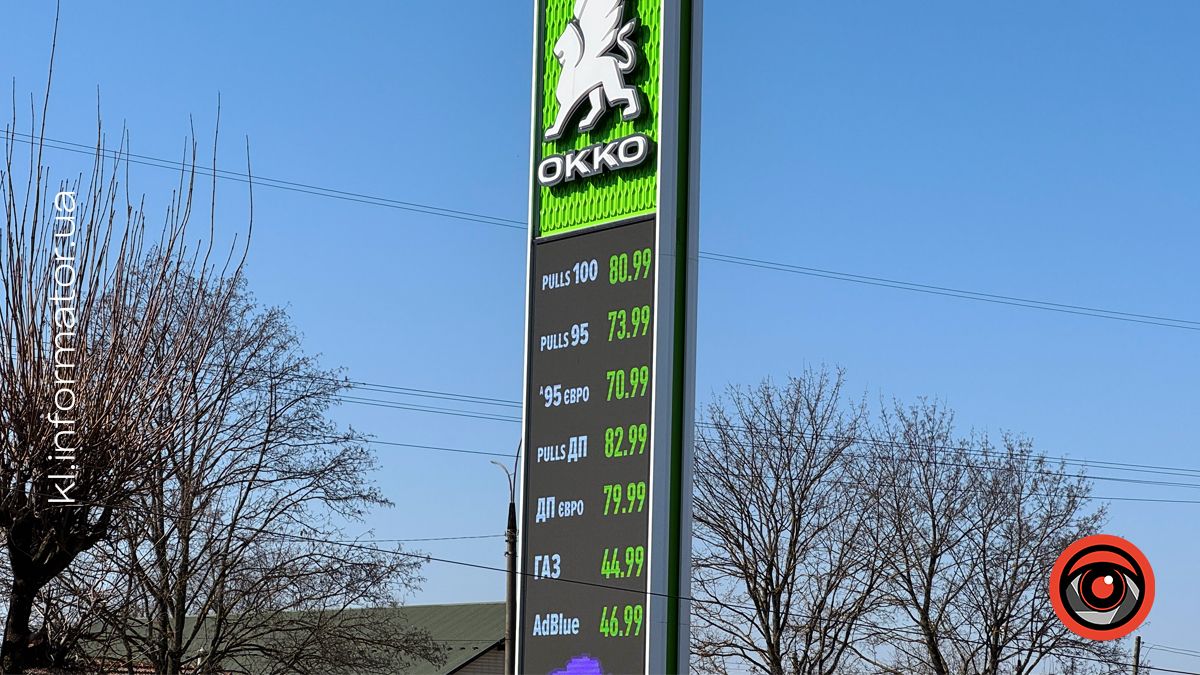 OKKO
PULLS 100 80.99
PULLS 95 73.99
А95 ЄВРО 70.99
PULLS ДП 82.99
ДП ЄВРО 79.99
ГАЗ 44.99
AdBlue 46.99
kl.informator.ua